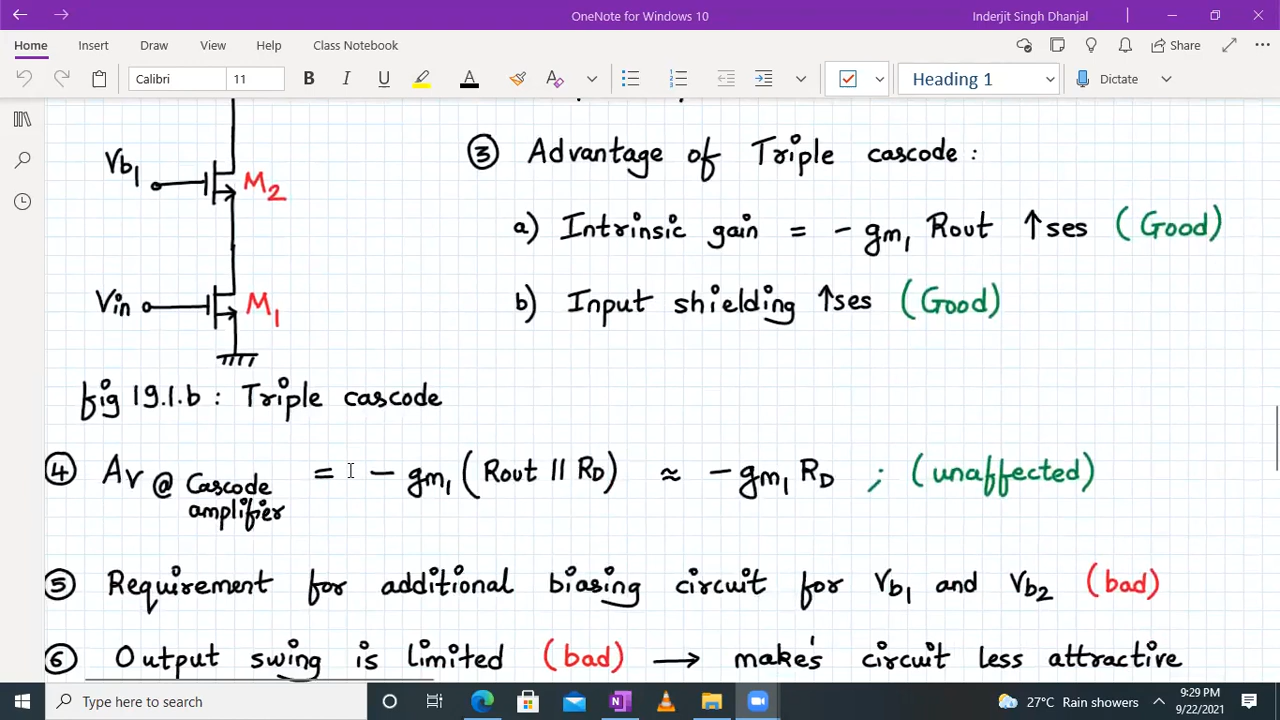 OneNote for Windows 10
Inderjit Singh Dhanjal
Home Insert Draw View Help Class Notebook Share
Calibri 11 B I U A A Heading 1 Dictate
③ Advantage of Triple cascode :
Vb1
M2
a) Intrinsic gain = - gm1 Rout ↑ses (Good)
Vin
M1
b) Input shielding ↑ses (Good)
fig 19.1.b : Triple cascode
④ Av @ Cascode amplifier = - gm1 (Rout || RD) ≈ - gm1 RD ; (unaffected)
⑤ Requirement for additional biasing circuit for Vb1 and Vb2 (bad)
⑥ Output swing is limited (bad) → make's circuit less attractive
Type here to search
27°C Rain showers
9:29 PM
9/22/2021